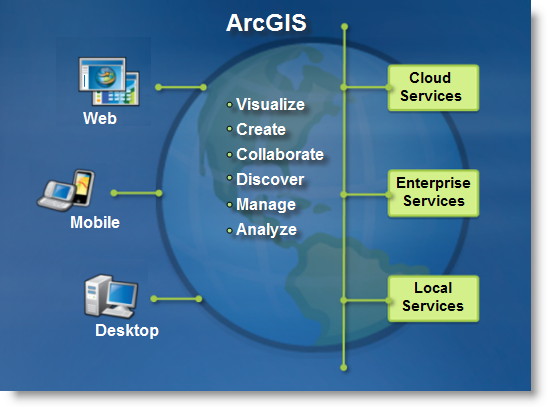 ArcGIS
Web
Mobile
Desktop
• Visualize
• Create
• Collaborate
• Discover
• Manage
• Analyze
Cloud
Services
Enterprise
Services
Local
Services